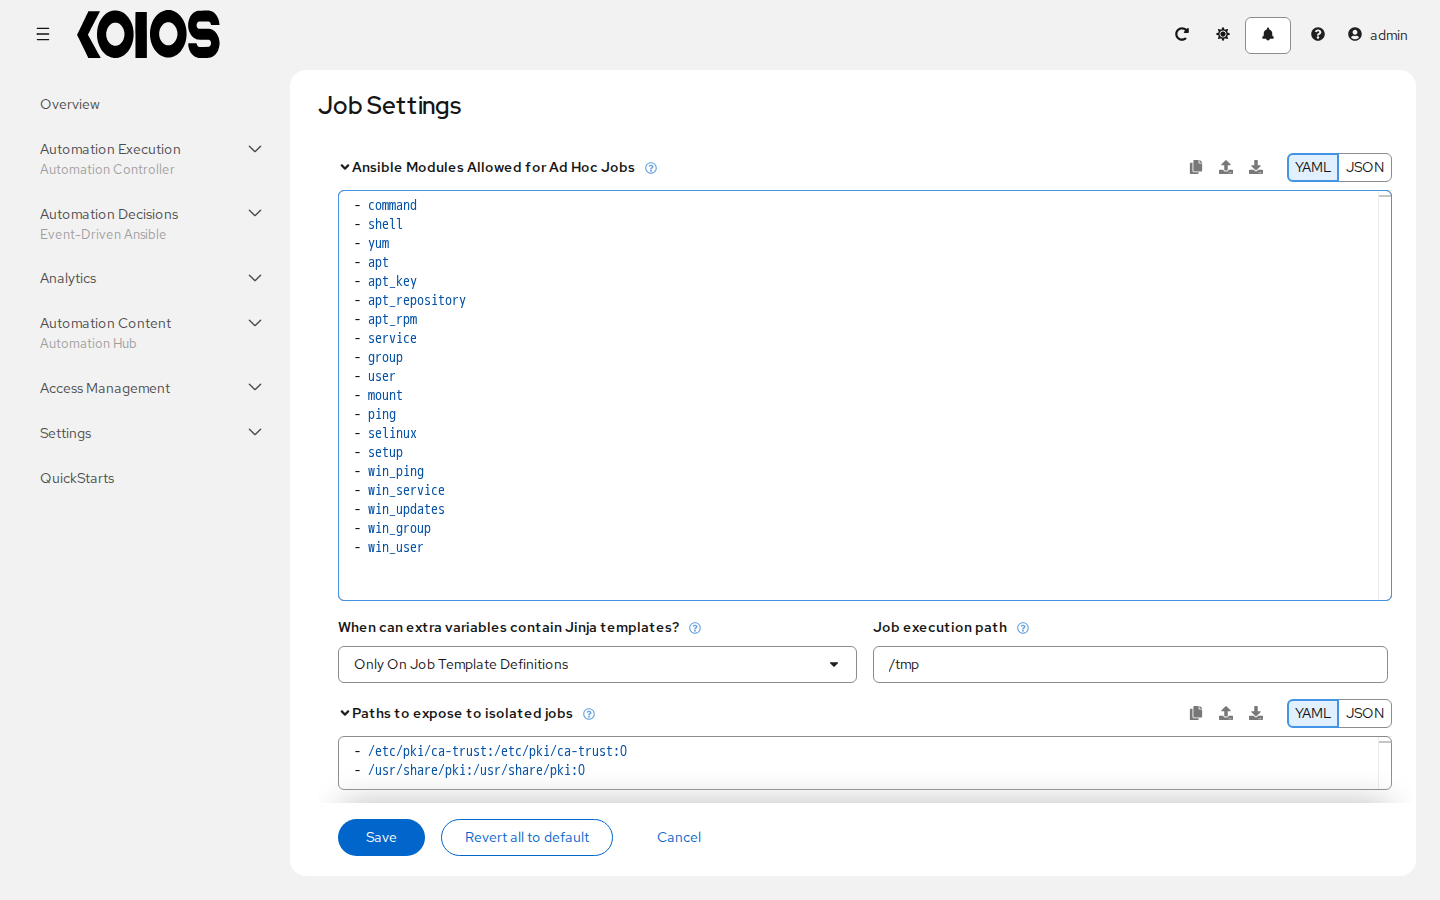 KOIOS
admin
Overview
Automation Execution
Automation Controller
Automation Decisions
Event-Driven Ansible
Analytics
Automation Content
Automation Hub
Access Management
Settings
QuickStarts
Job Settings
Ansible Modules Allowed for Ad Hoc Jobs
YAML JSON
- command
- shell
- yum
- apt
- apt_key
- apt_repository
- apt_rpm
- service
- group
- user
- mount
- ping
- selinux
- setup
- win_ping
- win_service
- win_updates
- win_group
- win_user
When can extra variables contain Jinja templates?
Only On Job Template Definitions
Job execution path
/tmp
Paths to expose to isolated jobs
YAML JSON
- /etc/pki/ca-trust:/etc/pki/ca-trust:O
- /usr/share/pki:/usr/share/pki:O
Save Revert all to default Cancel